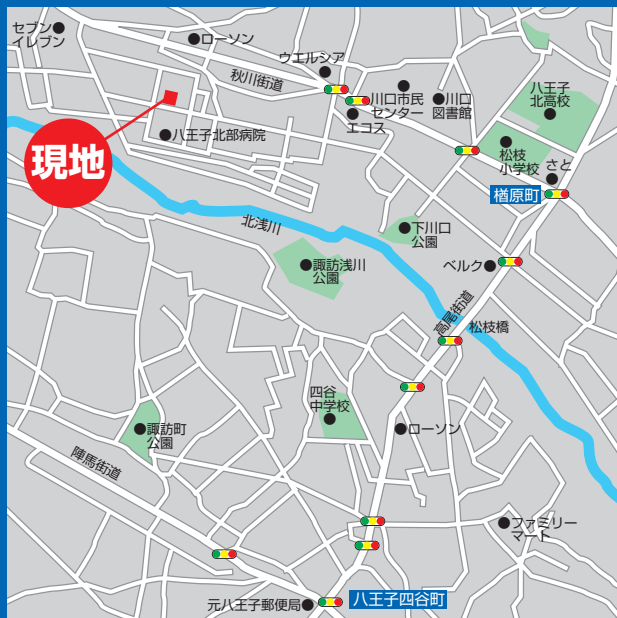 セブン
イレブン
ローソン
ウエルシア
秋川街道
川口市民
センター
川口
図書館
エコス
八王子
北高校
八王子北部病院
松枝
小学校
さと
現地
楢原町
北浅川
下川口
公園
諏訪浅川
公園
ベルク
高尾街道
松枝橋
四谷
中学校
諏訪町
公園
ローソン
陣馬街道
ファミリー
マート
元八王子郵便局
八王子四谷町